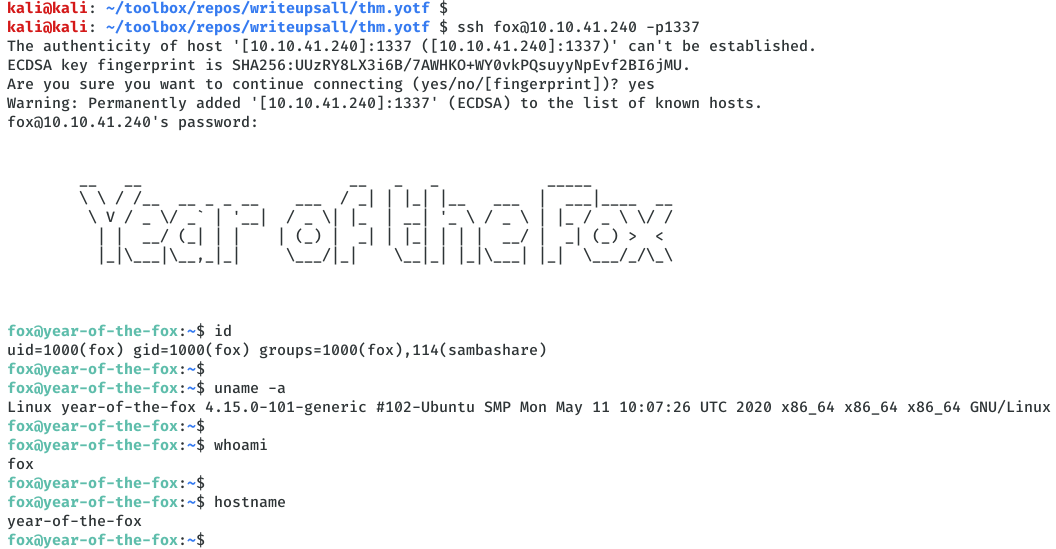 kali@kali: ~/toolbox/repos/writeupsall/thm.yotf $
kali@kali: ~/toolbox/repos/writeupsall/thm.yotf $ ssh fox@10.10.41.240 -p1337
The authenticity of host '[10.10.41.240]:1337 ([10.10.41.240]:1337)' can't be established.
ECDSA key fingerprint is SHA256:UUzRY8LX3i6B/7AWHKO+WY0vkPQsuyyNpEvf2BI6jMU.
Are you sure you want to continue connecting (yes/no/[fingerprint])? yes
Warning: Permanently added '[10.10.41.240]:1337' (ECDSA) to the list of known hosts.
fox@10.10.41.240's password:
Year of the Fox
fox@year-of-the-fox:~$ id
uid=1000(fox) gid=1000(fox) groups=1000(fox),114(sambashare)
fox@year-of-the-fox:~$
fox@year-of-the-fox:~$ uname -a
Linux year-of-the-fox 4.15.0-101-generic #102-Ubuntu SMP Mon May 11 10:07:26 UTC 2020 x86_64 x86_64 x86_64 GNU/Linux
fox@year-of-the-fox:~$
fox@year-of-the-fox:~$ whoami
fox
fox@year-of-the-fox:~$
fox@year-of-the-fox:~$ hostname
year-of-the-fox
fox@year-of-the-fox:~$